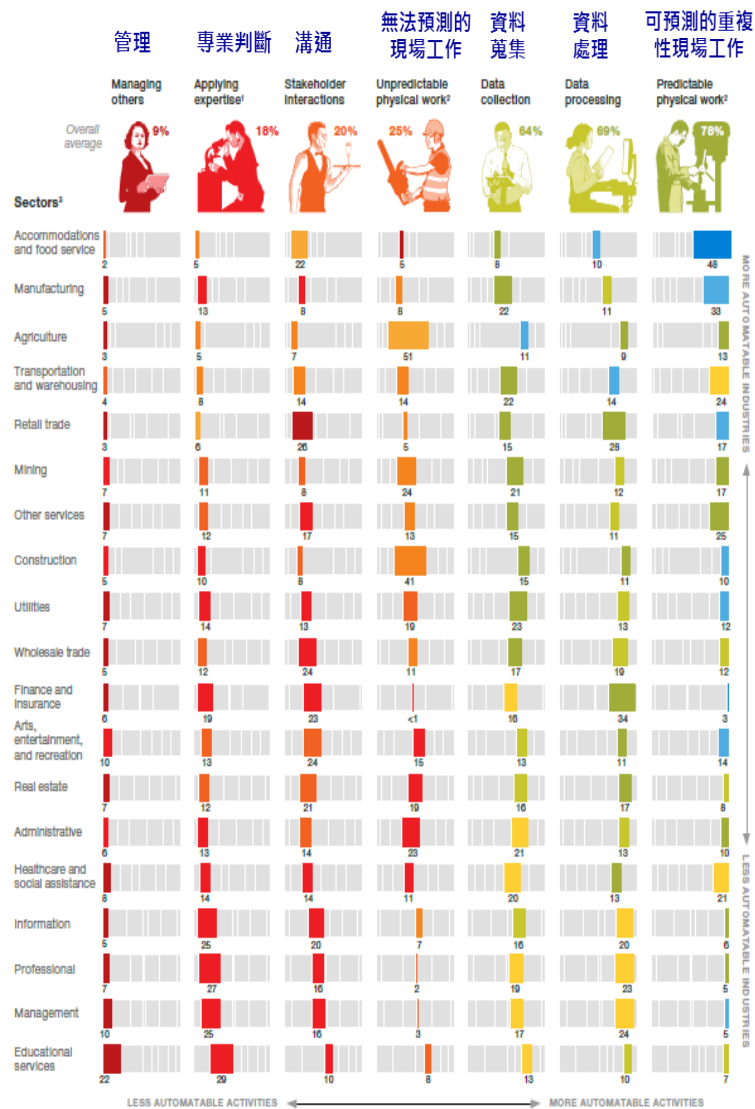 管理
專業判斷
溝通
無法預測的
現場工作
資料
蒐集
資料
處理
可預測的重複
性現場工作
Managing
others
Applying
expertise¹
Stakeholder
interactions
Unpredictable
physical work²
Data
collection
Data
processing
Predictable
physical work²
Overall
average
9%
18%
20%
25%
64%
69%
78%
Sectors³
Accommodations
and food service
2 5 22 5 8 10 48
Manufacturing
5 13 8 8 22 11 33
Agriculture
3 5 7 51 11 9 13
Transportation
and warehousing
4 8 14 14 22 14 24
Retail trade
3 6 26 5 15 28 17
Mining
7 11 8 24 21 12 17
Other services
7 12 17 13 15 11 25
Construction
5 10 8 41 15 11 10
Utilities
7 14 13 19 23 13 12
Wholesale trade
5 12 24 11 17 19 12
Finance and
insurance
6 19 23 <1 16 34 3
Arts,
entertainment,
and recreation
10 13 24 15 13 11 14
Real estate
7 12 21 19 16 17 8
Administrative
6 13 14 23 21 13 10
Healthcare and
social assistance
8 14 14 11 20 13 21
Information
5 25 20 7 16 20 6
Professional
7 27 16 2 19 23 5
Management
10 25 16 3 17 24 5
Educational
services
22 29 10 8 13 10 7
MORE AUTOMATABLE INDUSTRIES
LESS AUTOMATABLE INDUSTRIES
LESS AUTOMATABLE ACTIVITIES
MORE AUTOMATABLE ACTIVITIES